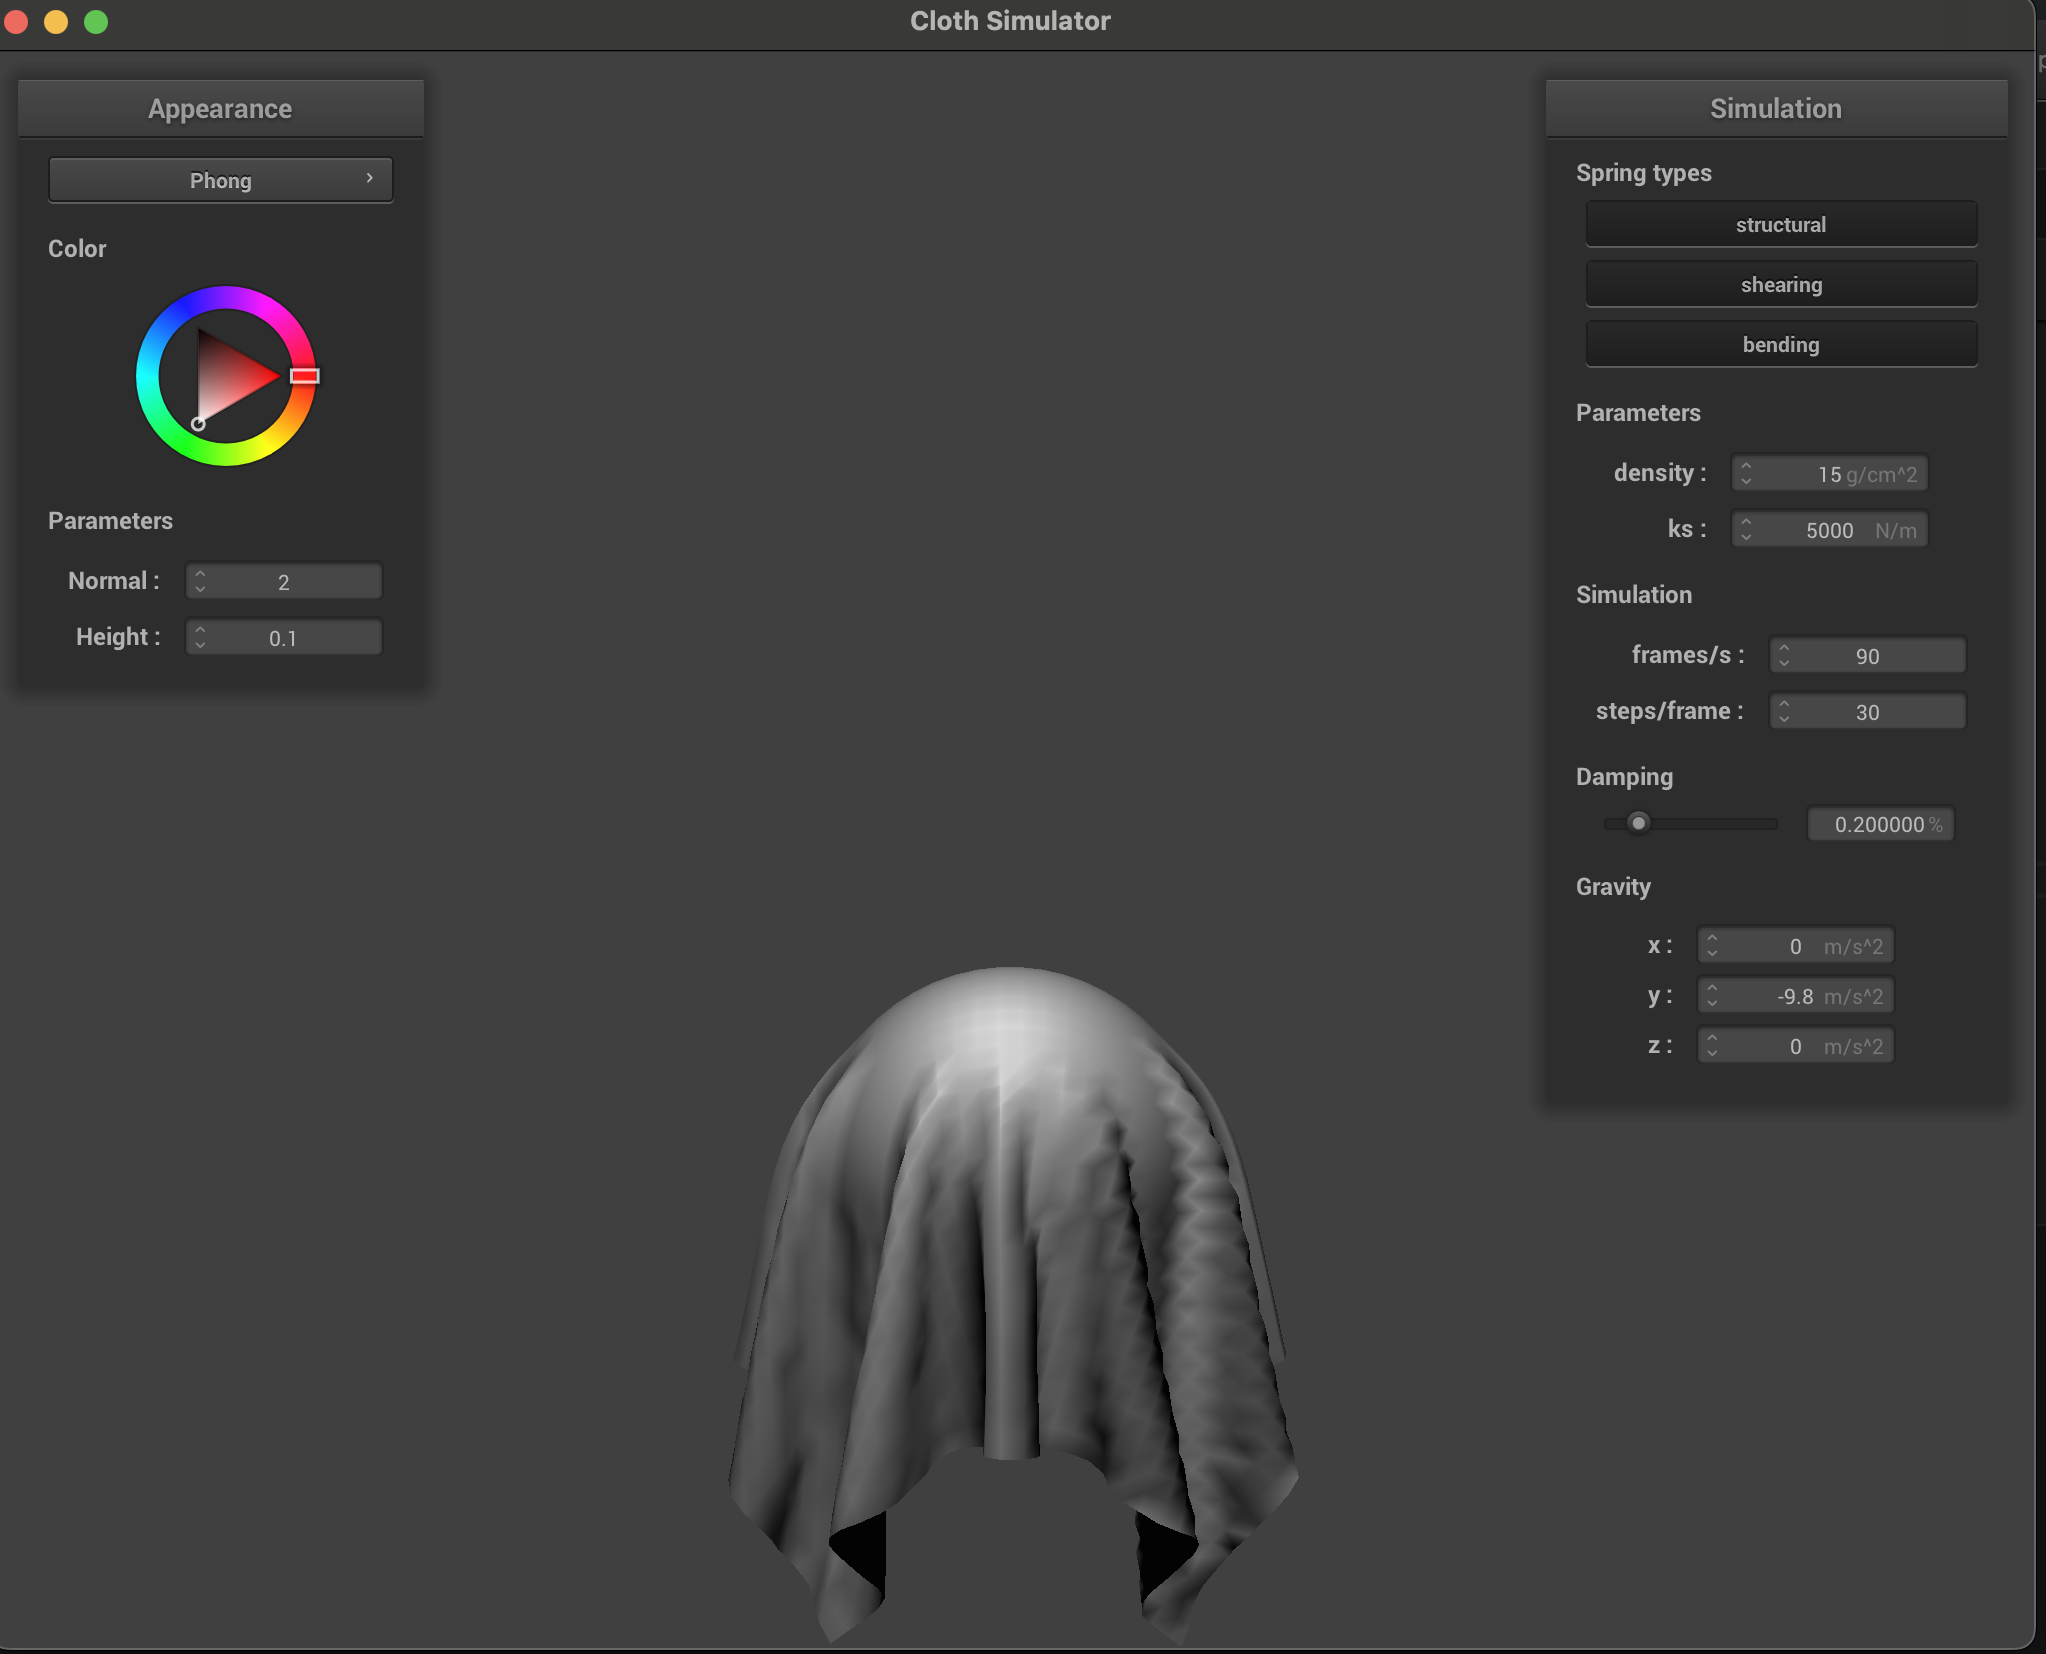 Cloth Simulator
Appearance
Phong
Color
Parameters
Normal : 2
Height : 0.1
Simulation
Spring types
structural
shearing
bending
Parameters
density : 15 g/cm^2
ks : 5000 N/m
Simulation
frames/s : 90
steps/frame : 30
Damping
0.200000 %
Gravity
x : 0 m/s^2
y : -9.8 m/s^2
z : 0 m/s^2